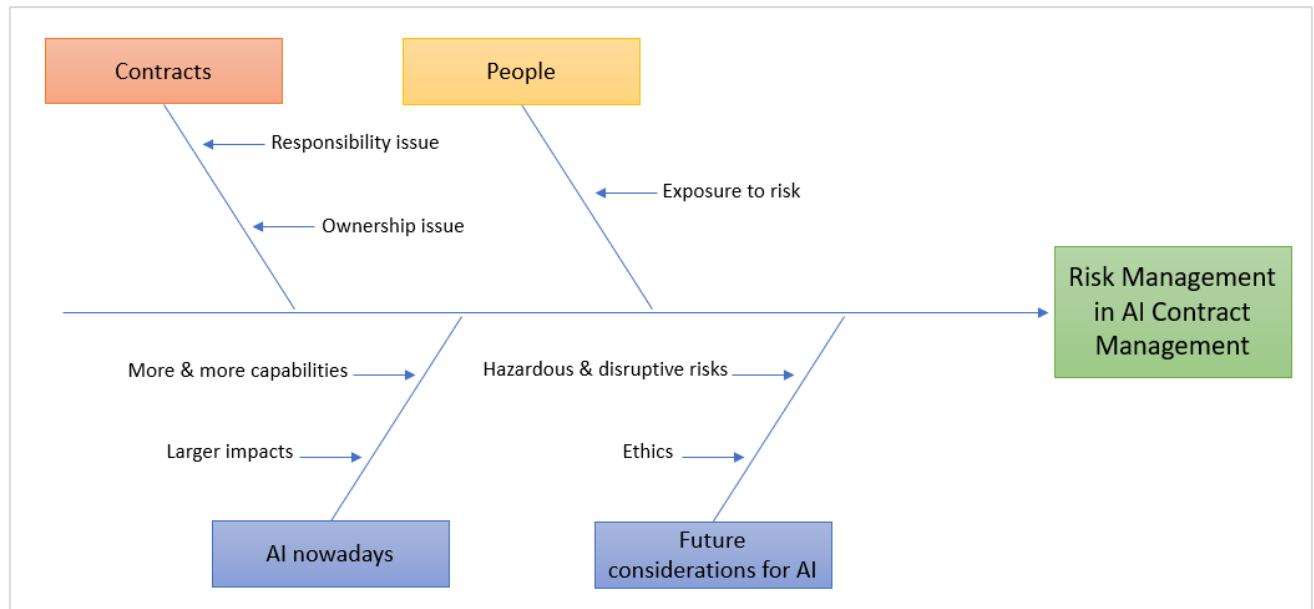 Contracts
People
Responsibility issue
Exposure to risk
Ownership issue
Risk Management
in AI Contract
Management
More & more capabilities
Hazardous & disruptive risks
Larger impacts
Ethics
AI nowadays
Future
considerations for AI